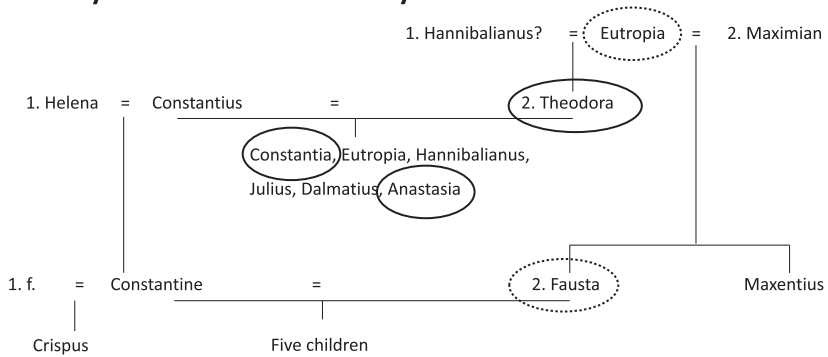 1. Hannibalianus? = Eutropia = 2. Maximian
1. Helena = Constantius = 2. Theodora
Constantia, Eutropia, Hannibalianus,
Julius, Dalmatius, Anastasia
1. f. = Constantine = 2. Fausta Maxentius
Crispus Five children